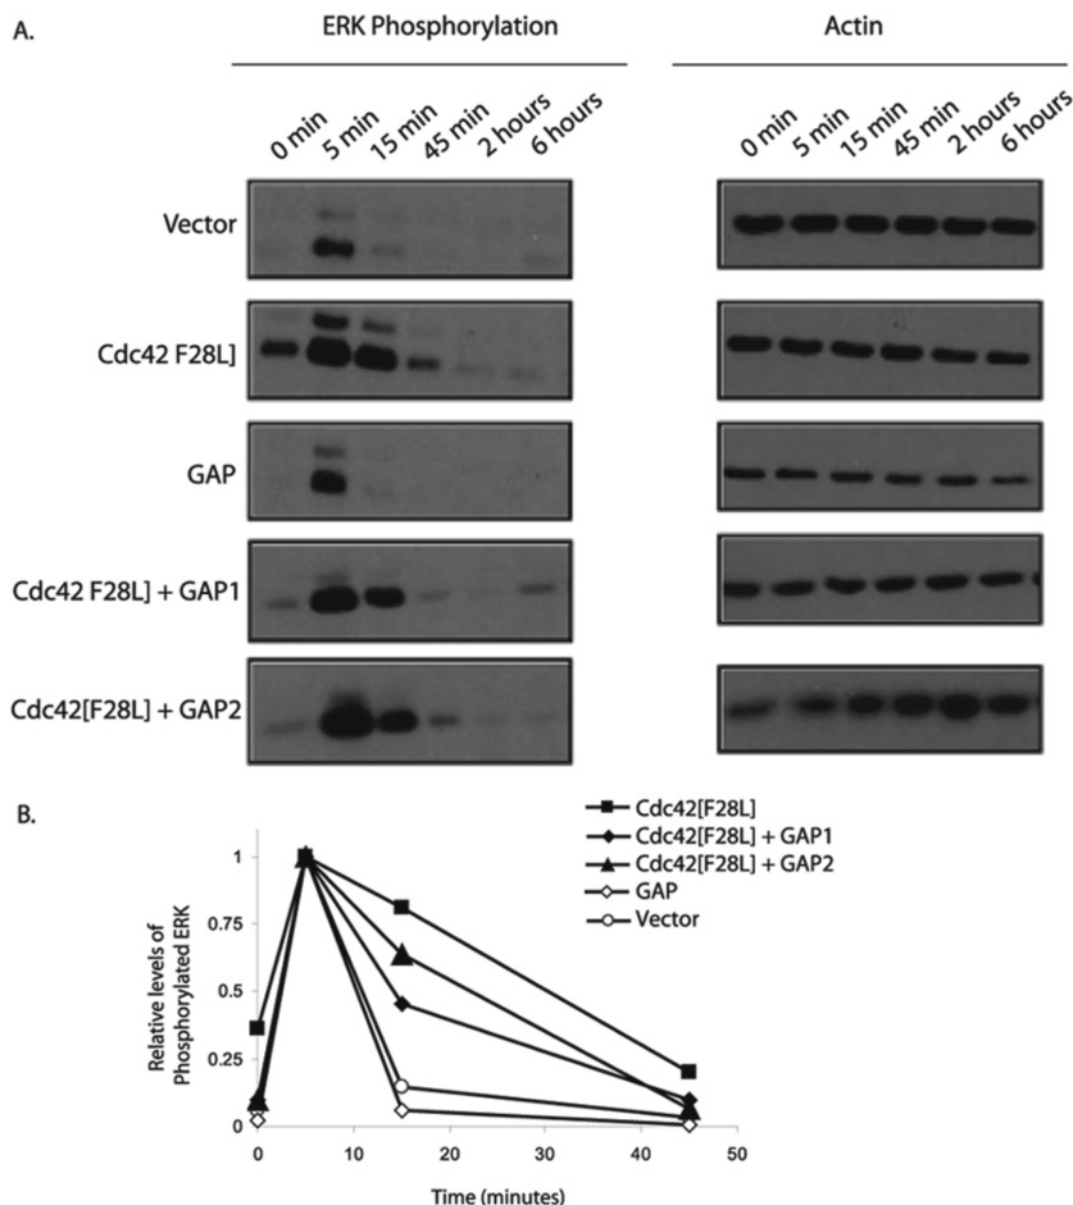 A.
ERK Phosphorylation
Actin
0 min 5 min 15 min 45 min 2 hours 6 hours
0 min 5 min 15 min 45 min 2 hours 6 hours
Vector
Cdc42 F28L]
GAP
Cdc42 F28L] + GAP1
Cdc42[F28L] + GAP2
B.
Cdc42[F28L]
Cdc42[F28L] + GAP1
Cdc42[F28L] + GAP2
GAP
Vector
Relative levels of
Phosphorylated ERK
1
0.75
0.5
0.25
0
0 10 20 30 40 50
Time (minutes)